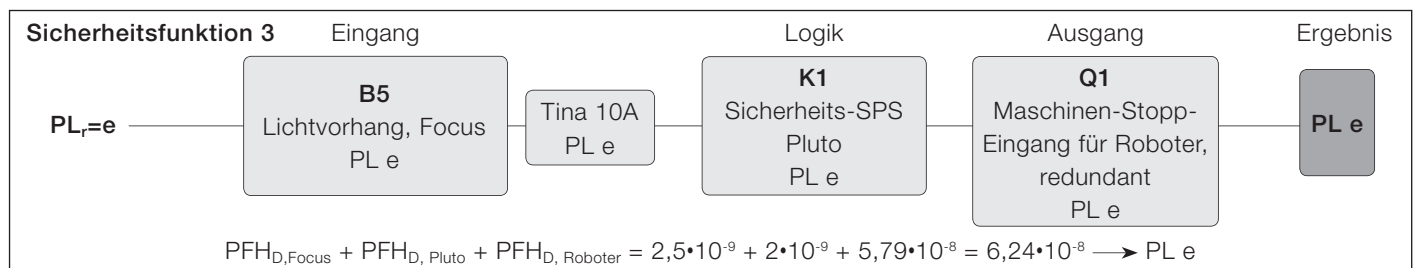 Sicherheitsfunktion 3 Eingang Logik Ausgang Ergebnis
PLr=e
B5
Lichtvorhang, Focus
PL e
Tina 10A
PL e
K1
Sicherheits-SPS
Pluto
PL e
Q1
Maschinen-Stopp-
Eingang für Roboter,
redundant
PL e
PL e
PFHD,Focus + PFHD, Pluto + PFHD, Roboter = 2,5•10-9 + 2•10-9 + 5,79•10-8 = 6,24•10-8 → PL e